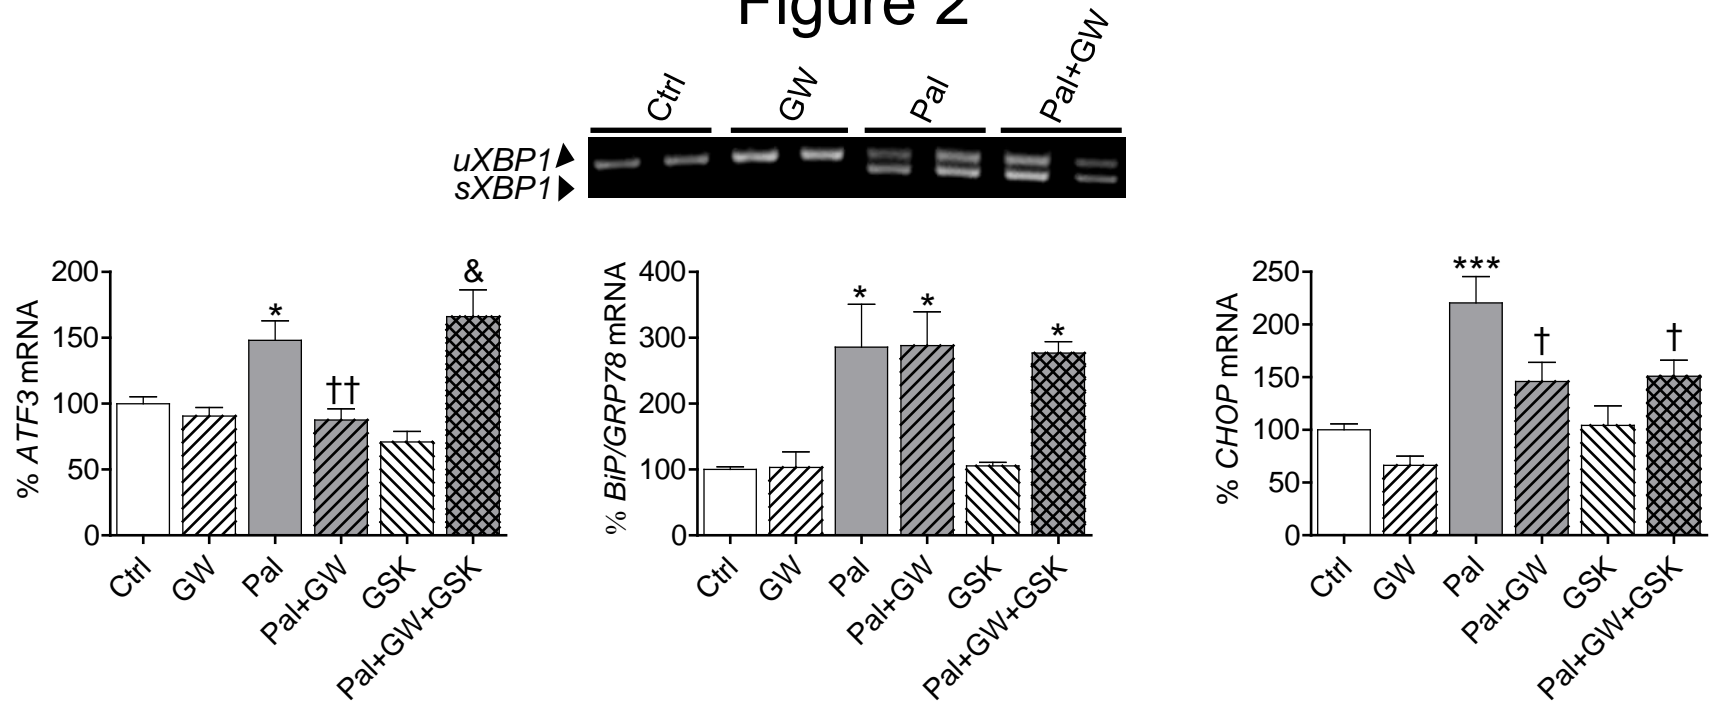 Figure 2
Ctrl GW Pal Pal+GW
uXBP1
sXBP1
% ATF3 mRNA
200
150
100
50
0
*
††
&
Ctrl GW Pal Pal+GW GSK Pal+GW+GSK
% BiP/GRP78 mRNA
400
300
200
100
0
*
*
*
Ctrl GW Pal Pal+GW GSK Pal+GW+GSK
% CHOP mRNA
250
200
150
100
50
0
***
†
†
Ctrl GW Pal Pal+GW GSK Pal+GW+GSK